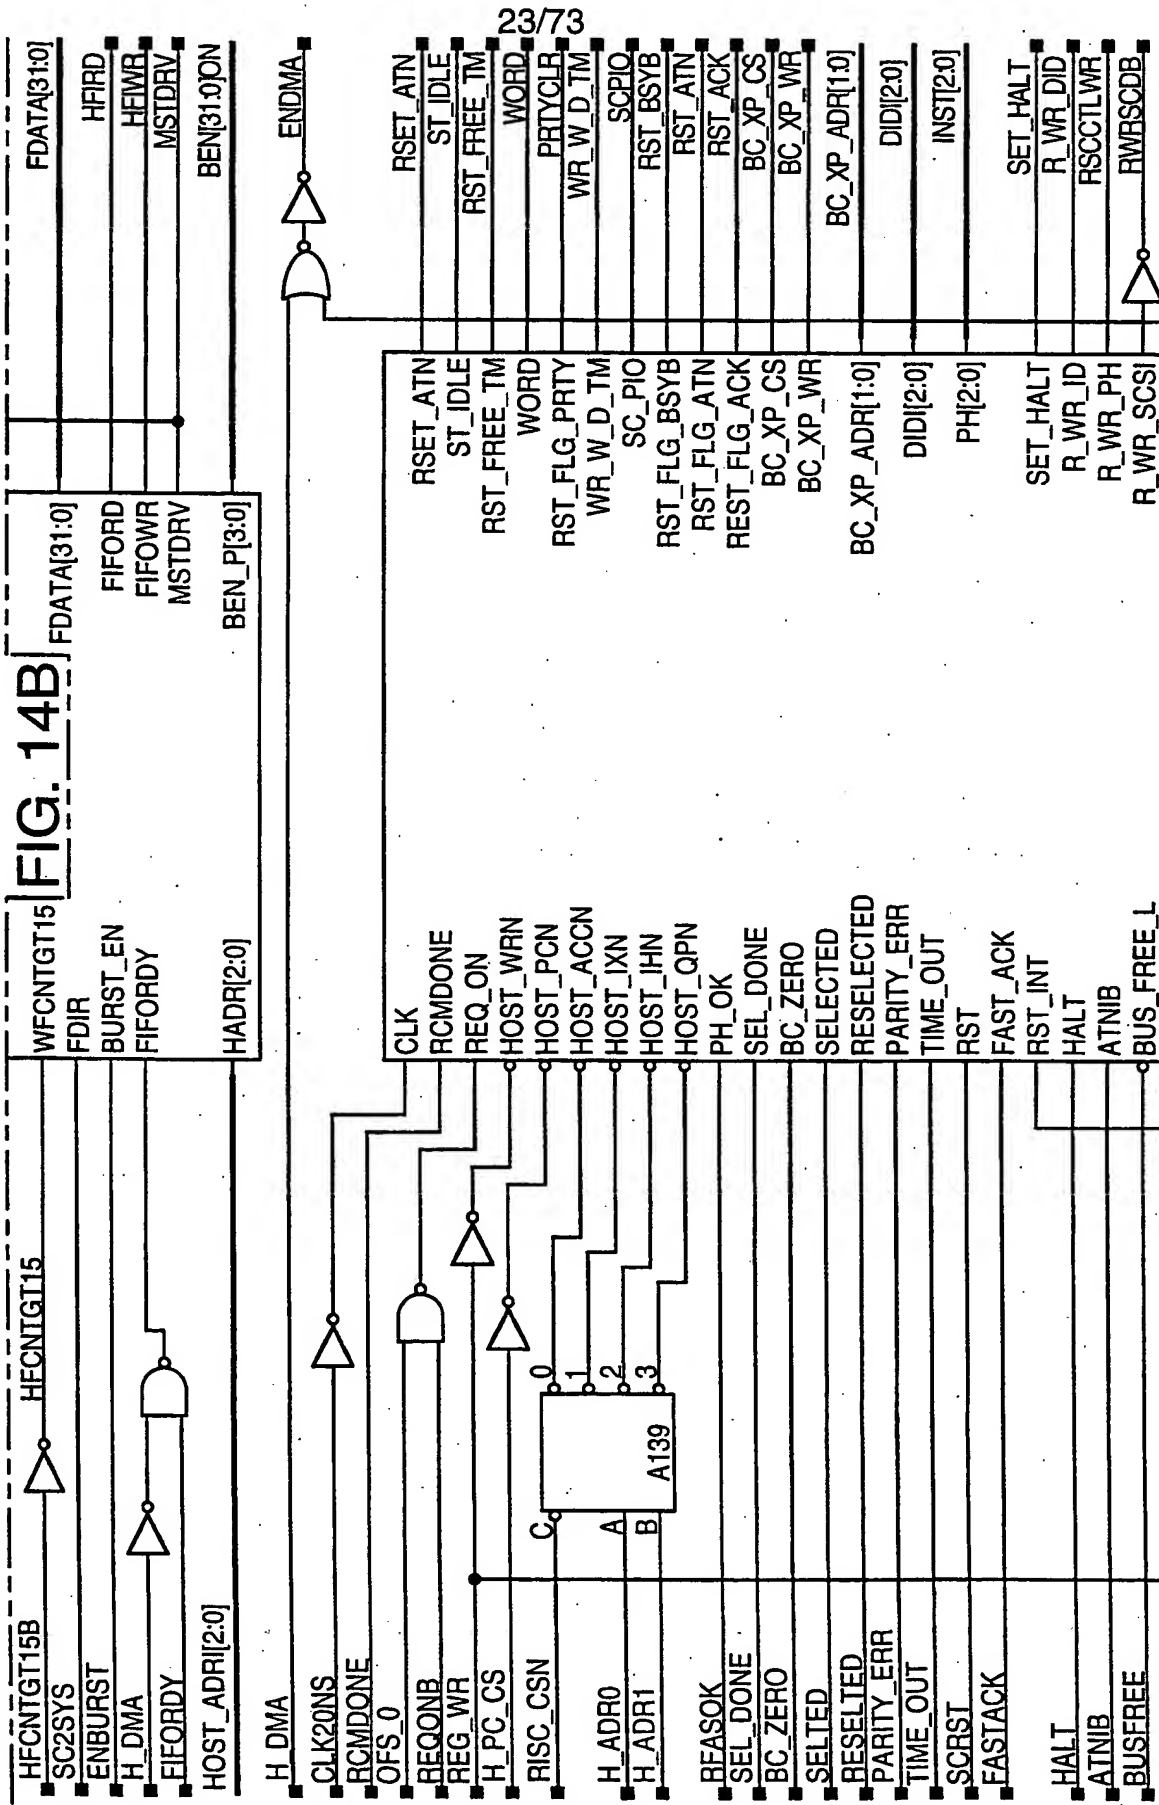 23/73
FIG. 14B
HFCNTGT15B
SC2SYS
ENBURST
H_DMA
FIFORDY
HOST_ADRI[2:0]
HFCNTGT15
WFCNTGT15
FDIR
BURST_EN
FIFORDY
HADR[2:0]
FDATA[31:0]
FIFORD
FIFOWR
MSTDRV
BEN_P[3:0]
FDATA[31:0]
HFIRD
HFIWR
MSTDRV
BEN[31:0]ON
H_DMA
ENDMA
CLK20NS
RCMDONE
OFS_0
REQONB
REG_WR
H_PC_CS
RISC_CSN
H_ADR0
H_ADR1
RFASOK
SEL_DONE
BC_ZERO
SELTED
RESELTED
PARITY_ERR
TIME_OUT
SCRST
FASTACK
HALT
ATNIB
BUSFREE
C
A
B
A139
0
1
2
3
CLK
RCMDONE
REQ_ON
HOST_WRN
HOST_PCN
HOST_ACCN
HOST_IXN
HOST_IHN
HOST_QPN
PH_OK
SEL_DONE
BC_ZERO
SELECTED
RESELECTED
PARITY_ERR
TIME_OUT
RST
FAST_ACK
RST_INT
HALT
ATNIB
BUS_FREE_L
RSET_ATN
ST_IDLE
RST_FREE_TM
WORD
RST_FLG_PRTY
WR_W_D_TM
SC_PIO
RST_FLG_BSYB
RST_FLG_ATN
REST_FLG_ACK
BC_XP_CS
BC_XP_WR
BC_XP_ADR[1:0]
DIDI[2:0]
PH[2:0]
SET_HALT
R_WR_ID
R_WR_PH
R_WR_SCSI
RSET_ATN
ST_IDLE
RST_FREE_TM
WORD
PRTYCLR
WR_W_D_TM
SCPIO
RST_BSYB
RST_ATN
RST_ACK
BC_XP_CS
BC_XP_WR
BC_XP_ADR[1:0]
DIDI[2:0]
INST[2:0]
SET_HALT
R_WR_DID
RSCCTLWR
RWRSCDB